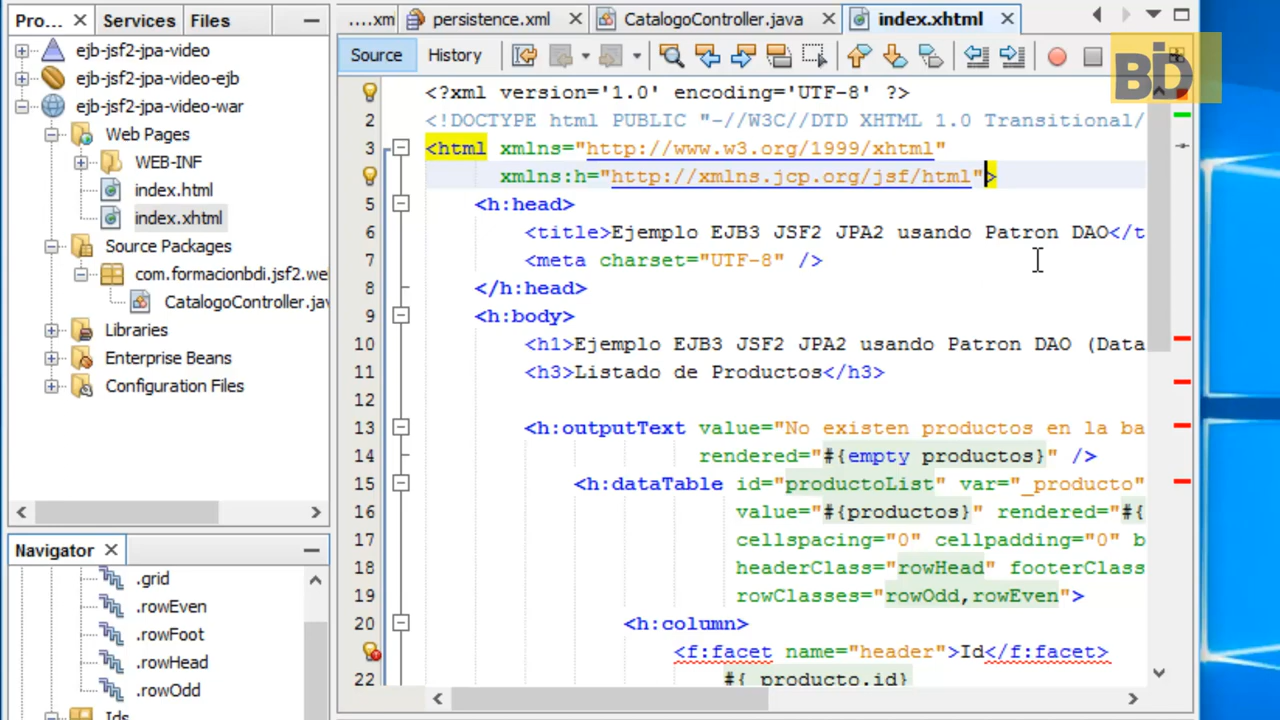 Pro...
Services
Files
....xm
persistence.xml
CatalogoController.java
index.xhtml
Source
History
BD
ejb-jsf2-jpa-video
ejb-jsf2-jpa-video-ejb
ejb-jsf2-jpa-video-war
Web Pages
WEB-INF
index.html
index.xhtml
Source Packages
com.formacionbdi.jsf2.we
CatalogoController.jav
Libraries
Enterprise Beans
Configuration Files
Navigator
.grid
.rowEven
.rowFoot
.rowHead
.rowOdd
Ids
<?xml version='1.0' encoding='UTF-8' ?>
2 <!DOCTYPE html PUBLIC "-//W3C//DTD XHTML 1.0 Transitional/
3 <html xmlns="http://www.w3.org/1999/xhtml"
xmlns:h="http://xmlns.jcp.org/jsf/html">
5 <h:head>
6 <title>Ejemplo EJB3 JSF2 JPA2 usando Patron DAO</t
7 <meta charset="UTF-8" />
8 </h:head>
9 <h:body>
10 <h1>Ejemplo EJB3 JSF2 JPA2 usando Patron DAO (Data
11 <h3>Listado de Productos</h3>
12
13 <h:outputText value="No existen productos en la ba
14 rendered="#{empty productos}" />
15 <h:dataTable id="productoList" var="_producto"
16 value="#{productos}" rendered="#{
17 cellspacing="0" cellpadding="0" b
18 headerClass="rowHead" footerClass
19 rowClasses="rowOdd,rowEven">
20 <h:column>
<f:facet name="header">Id</f:facet>
22 #{_producto.id}